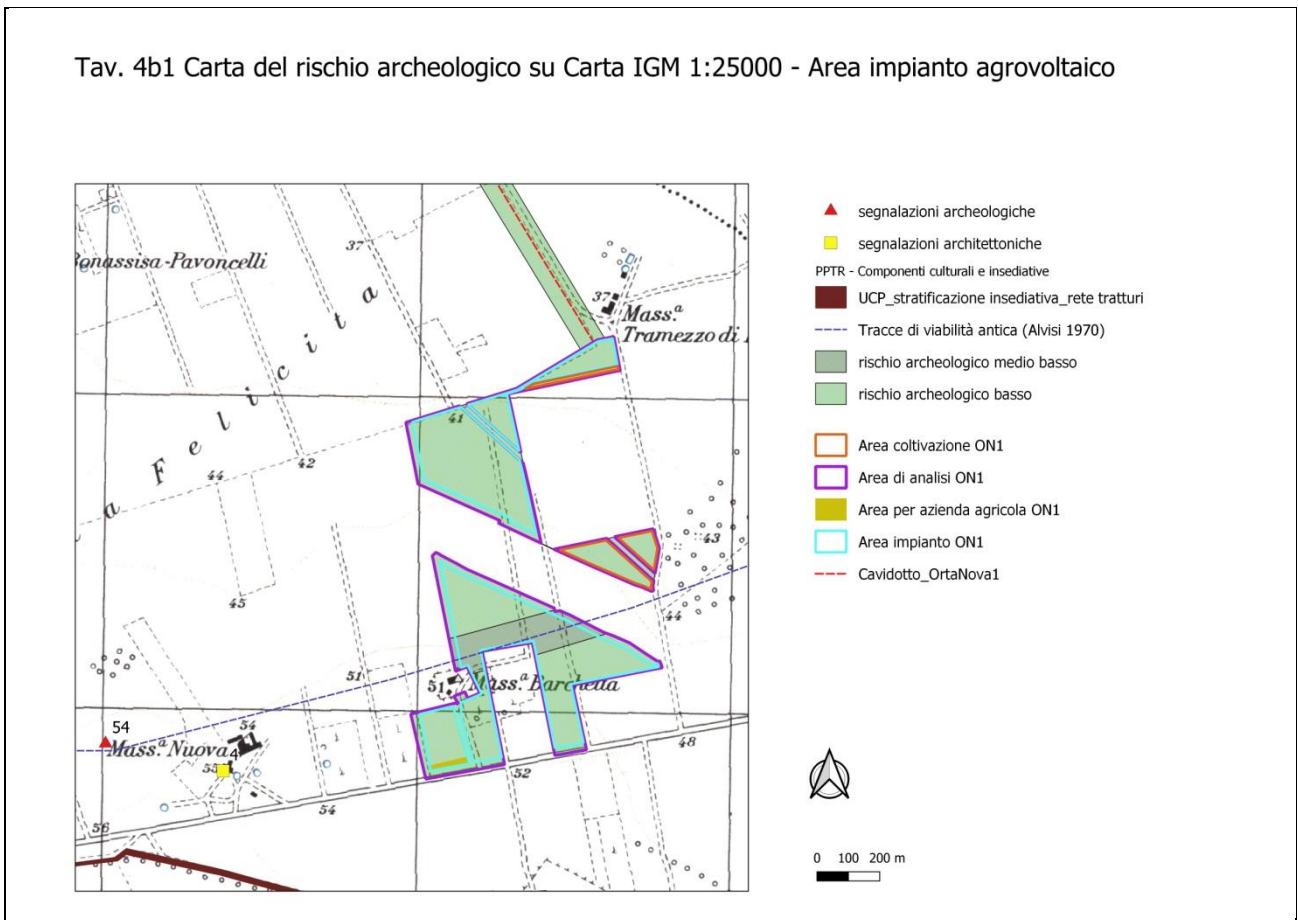 Tav. 4b1 Carta del rischio archeologico su Carta IGM 1:25000 - Area impianto agrovoltaico
37
Bonassisa-Pavoncelli
37
Mass.ª
Tramezzo di
41
a Felicita
42
44
43
45
44
51
51
Mass.ª Barchetta
54
54
Mass.ª Nuova
4
55
48
52
54
56
segnalazioni archeologiche
segnalazioni architettoniche
PPTR - Componenti culturali e insediative
UCP_stratificazione insediativa_rete tratturi
Tracce di viabilità antica (Alvisi 1970)
rischio archeologico medio basso
rischio archeologico basso
Area coltivazione ON1
Area di analisi ON1
Area per azienda agricola ON1
Area impianto ON1
Cavidotto_OrtaNova1
0 100 200 m